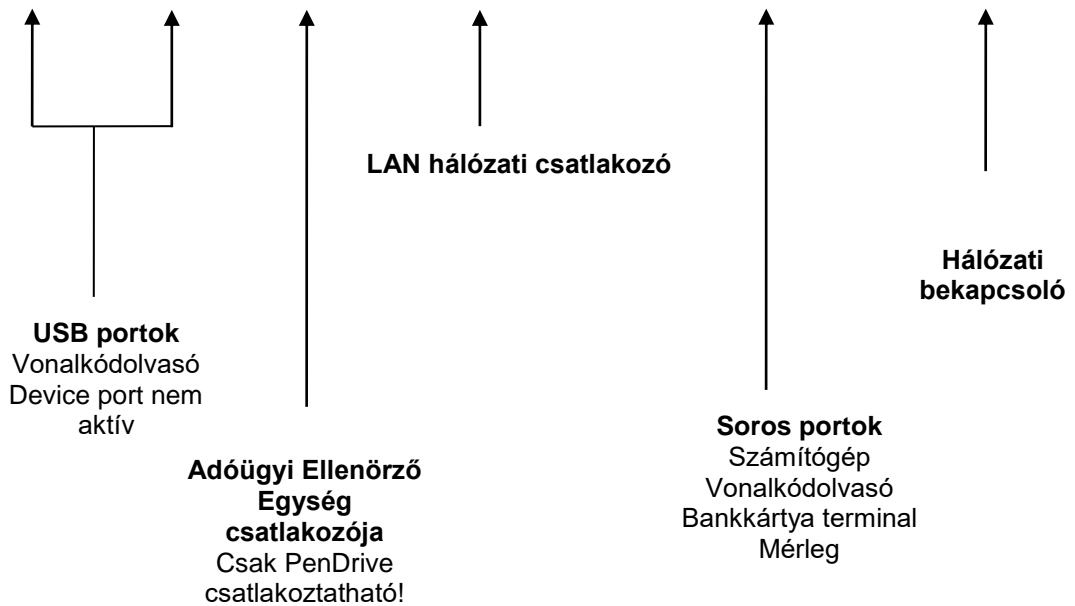 LAN hálózati csatlakozó
Hálózati
bekapcsoló
USB portok
Vonalkódolvasó
Device port nem
aktív
Adóügyi Ellenörző
Egység
csatlakozója
Csak PenDrive
csatlakoztatható!
Soros portok
Számítógép
Vonalkódolvasó
Bankkártya terminal
Mérleg